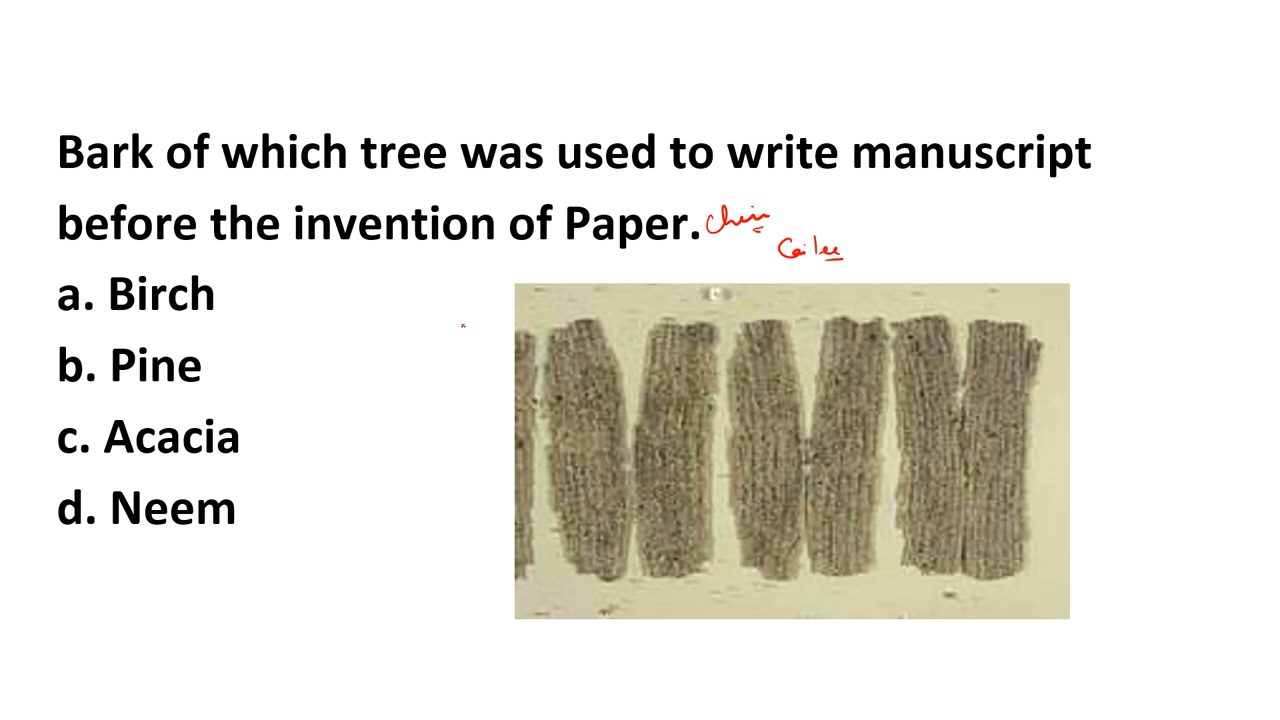 Bark of which tree was used to write manuscript
before the invention of Paper.
a. Birch
b. Pine
c. Acacia
d. Neem